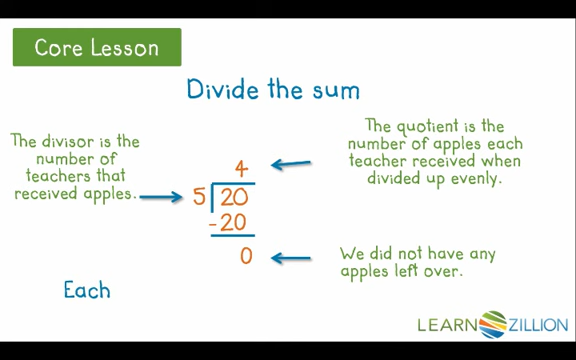 Core Lesson
Divide the sum
The divisor is the
number of
teachers that
received apples.
The quotient is the
number of apples each
teacher received when
divided up evenly.
4
5 20
-20
0
We did not have any
apples left over.
Each
LEARN ZILLION